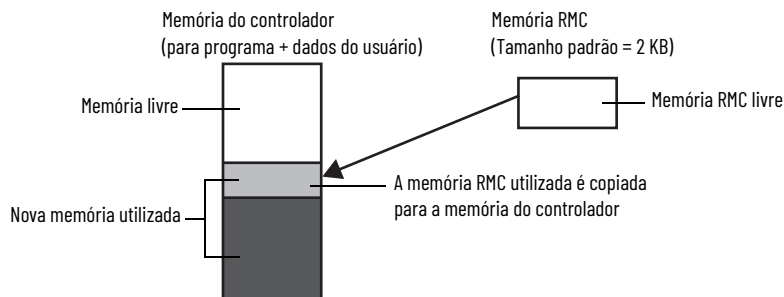 Memória do controlador
(para programa + dados do usuário)
Memória RMC
(Tamanho padrão = 2 KB)
Memória livre
Memória RMC livre
A memória RMC utilizada é copiada
para a memória do controlador
Nova memória utilizada